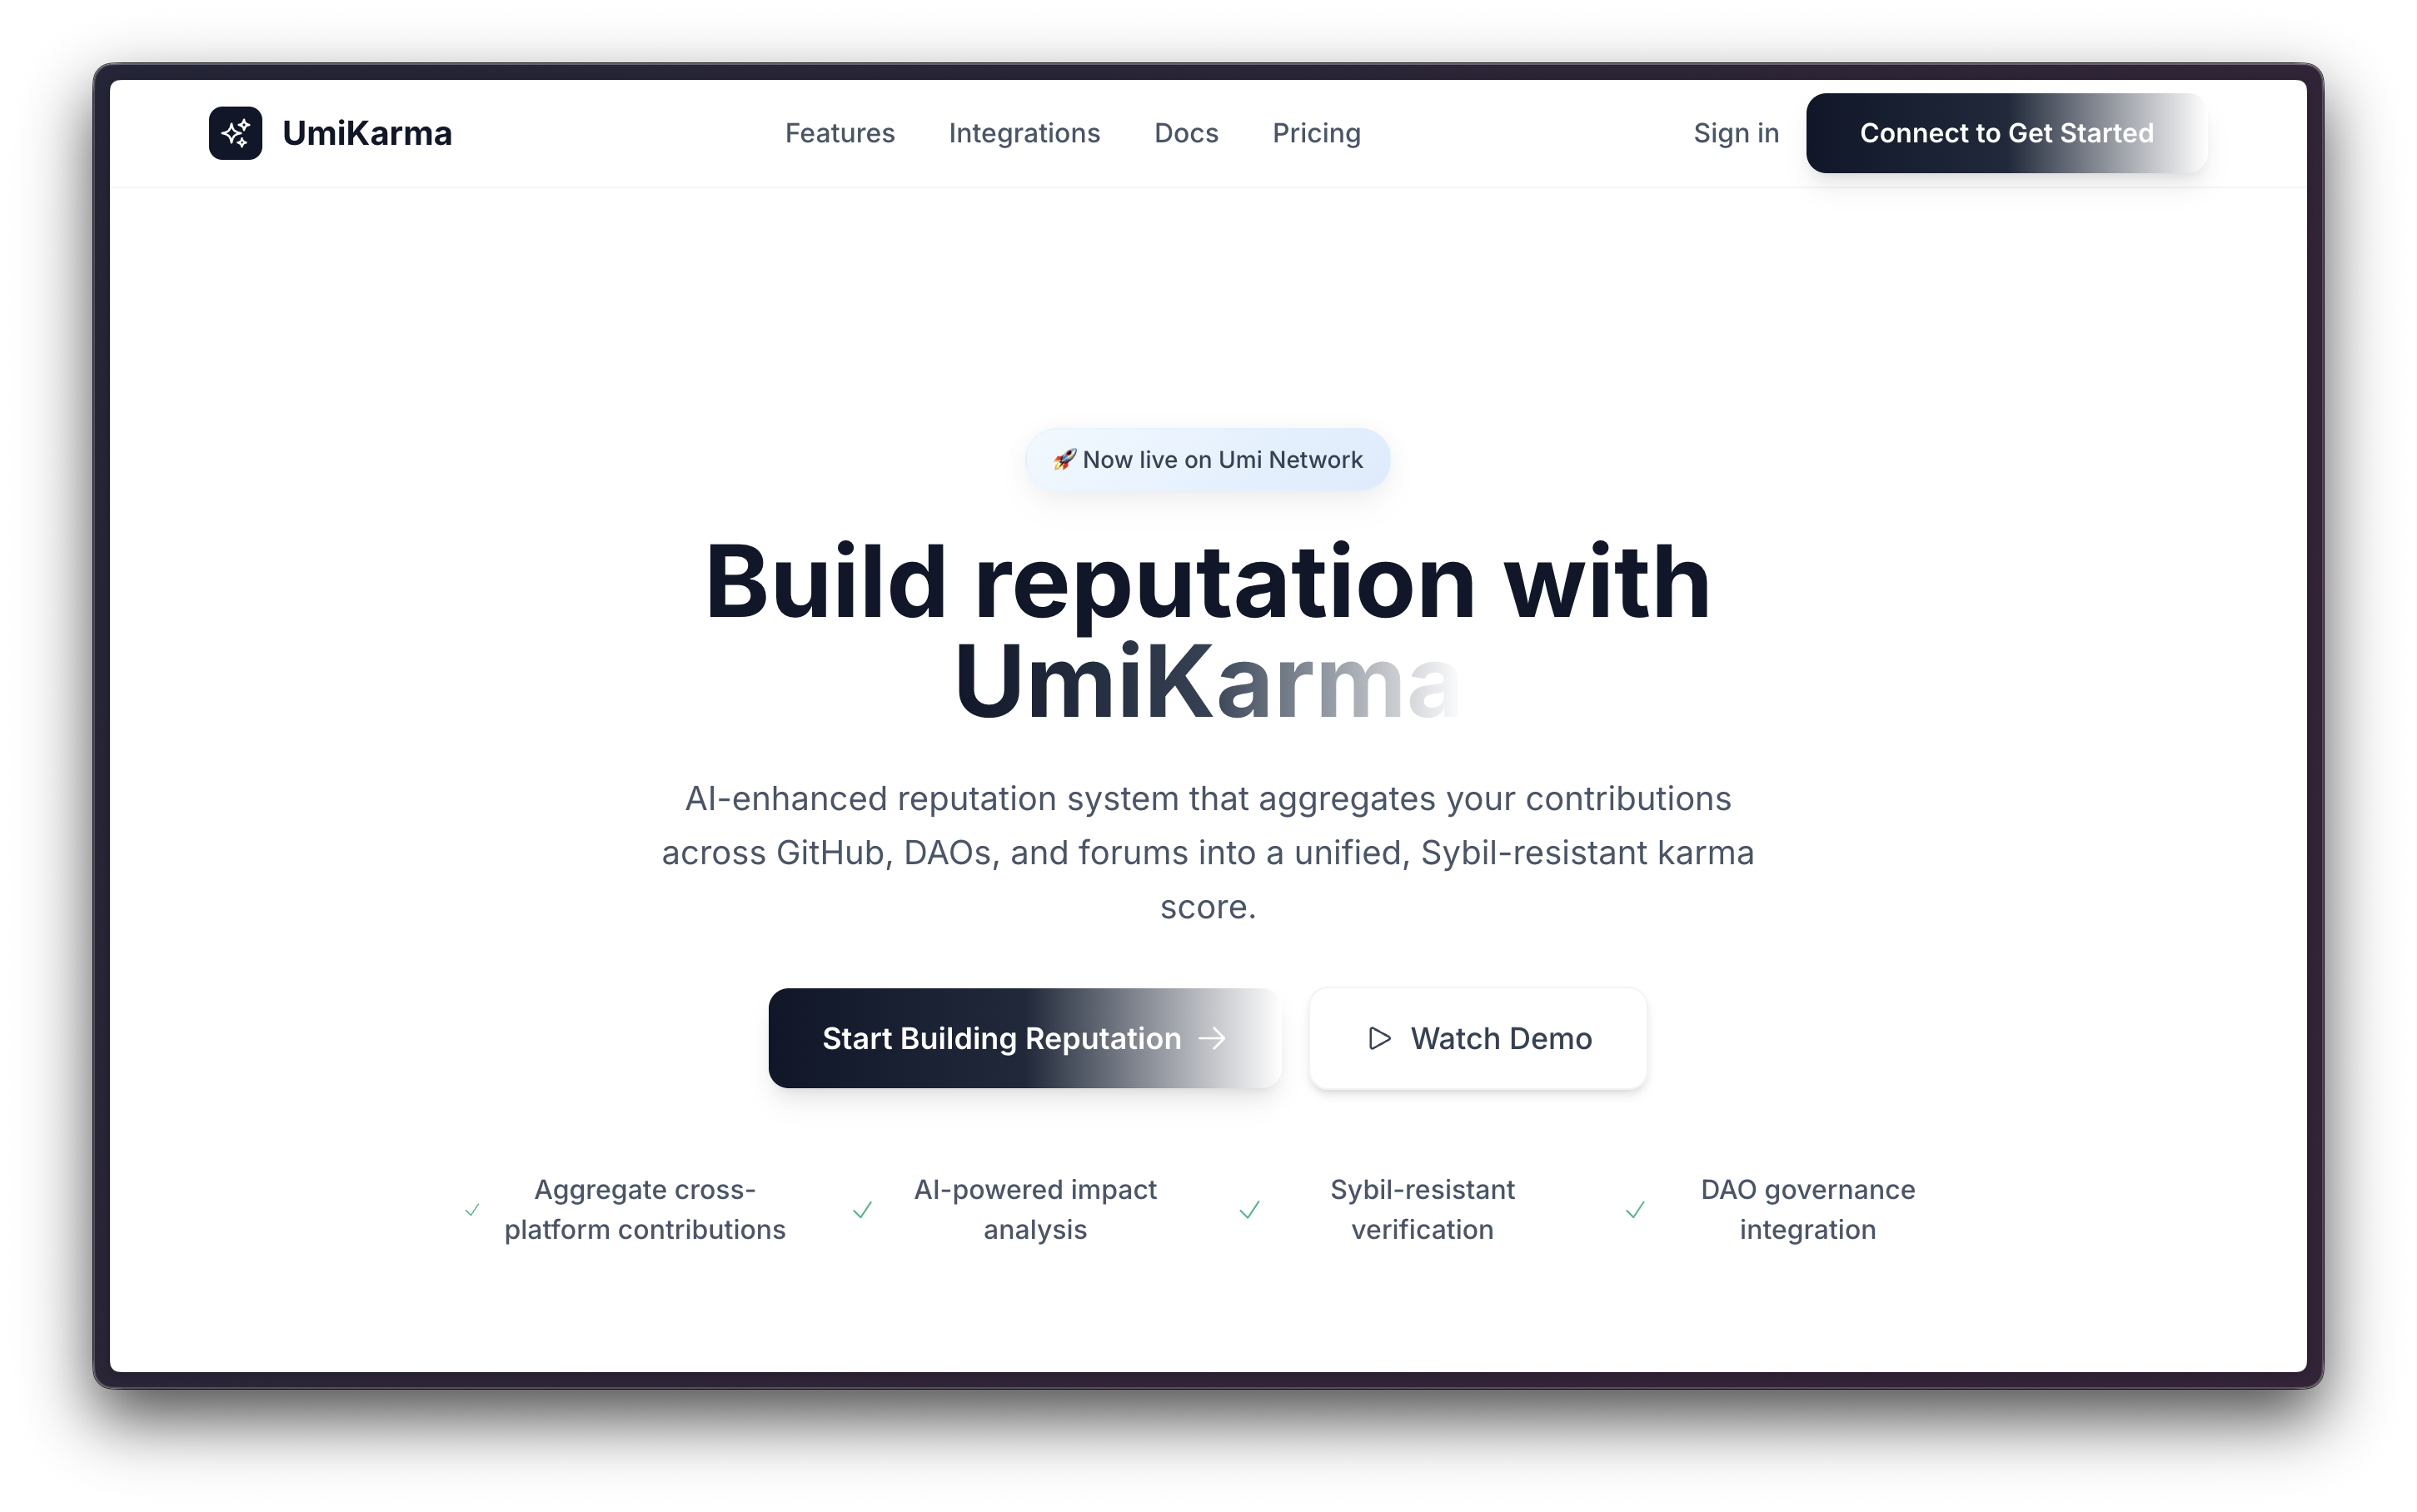 UmiKarma
Features
Integrations
Docs
Pricing
Sign in
Connect to Get Started
🚀 Now live on Umi Network
Build reputation with
UmiKarma
AI-enhanced reputation system that aggregates your contributions
across GitHub, DAOs, and forums into a unified, Sybil-resistant karma
score.
Start Building Reputation →
Watch Demo
Aggregate cross-
platform contributions
AI-powered impact
analysis
Sybil-resistant
verification
DAO governance
integration